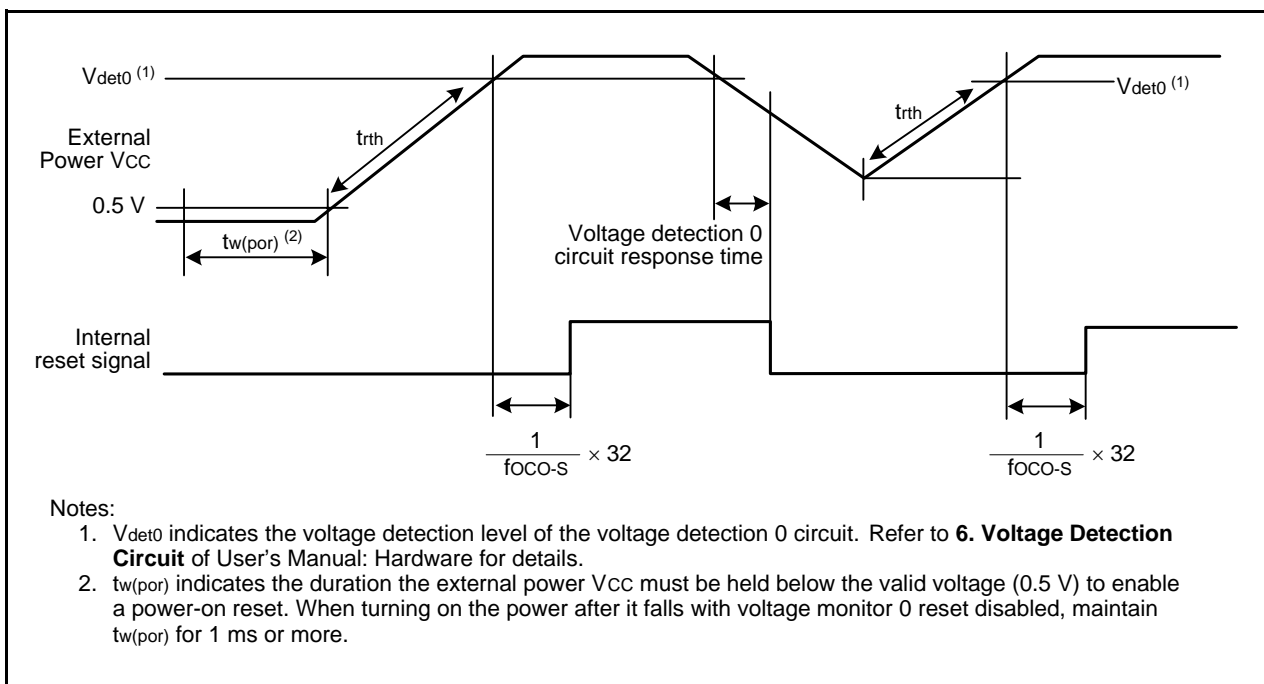 Vdet0 (1)
trth
External
Power VCC
0.5 V
tw(por) (2)
Voltage detection 0
circuit response time
trth
Vdet0 (1)
Internal
reset signal
1
fOCO-S
× 32
1
fOCO-S
× 32
Notes:
1. Vdet0 indicates the voltage detection level of the voltage detection 0 circuit. Refer to 6. Voltage Detection
Circuit of User's Manual: Hardware for details.
2. tw(por) indicates the duration the external power VCC must be held below the valid voltage (0.5 V) to enable
a power-on reset. When turning on the power after it falls with voltage monitor 0 reset disabled, maintain
tw(por) for 1 ms or more.